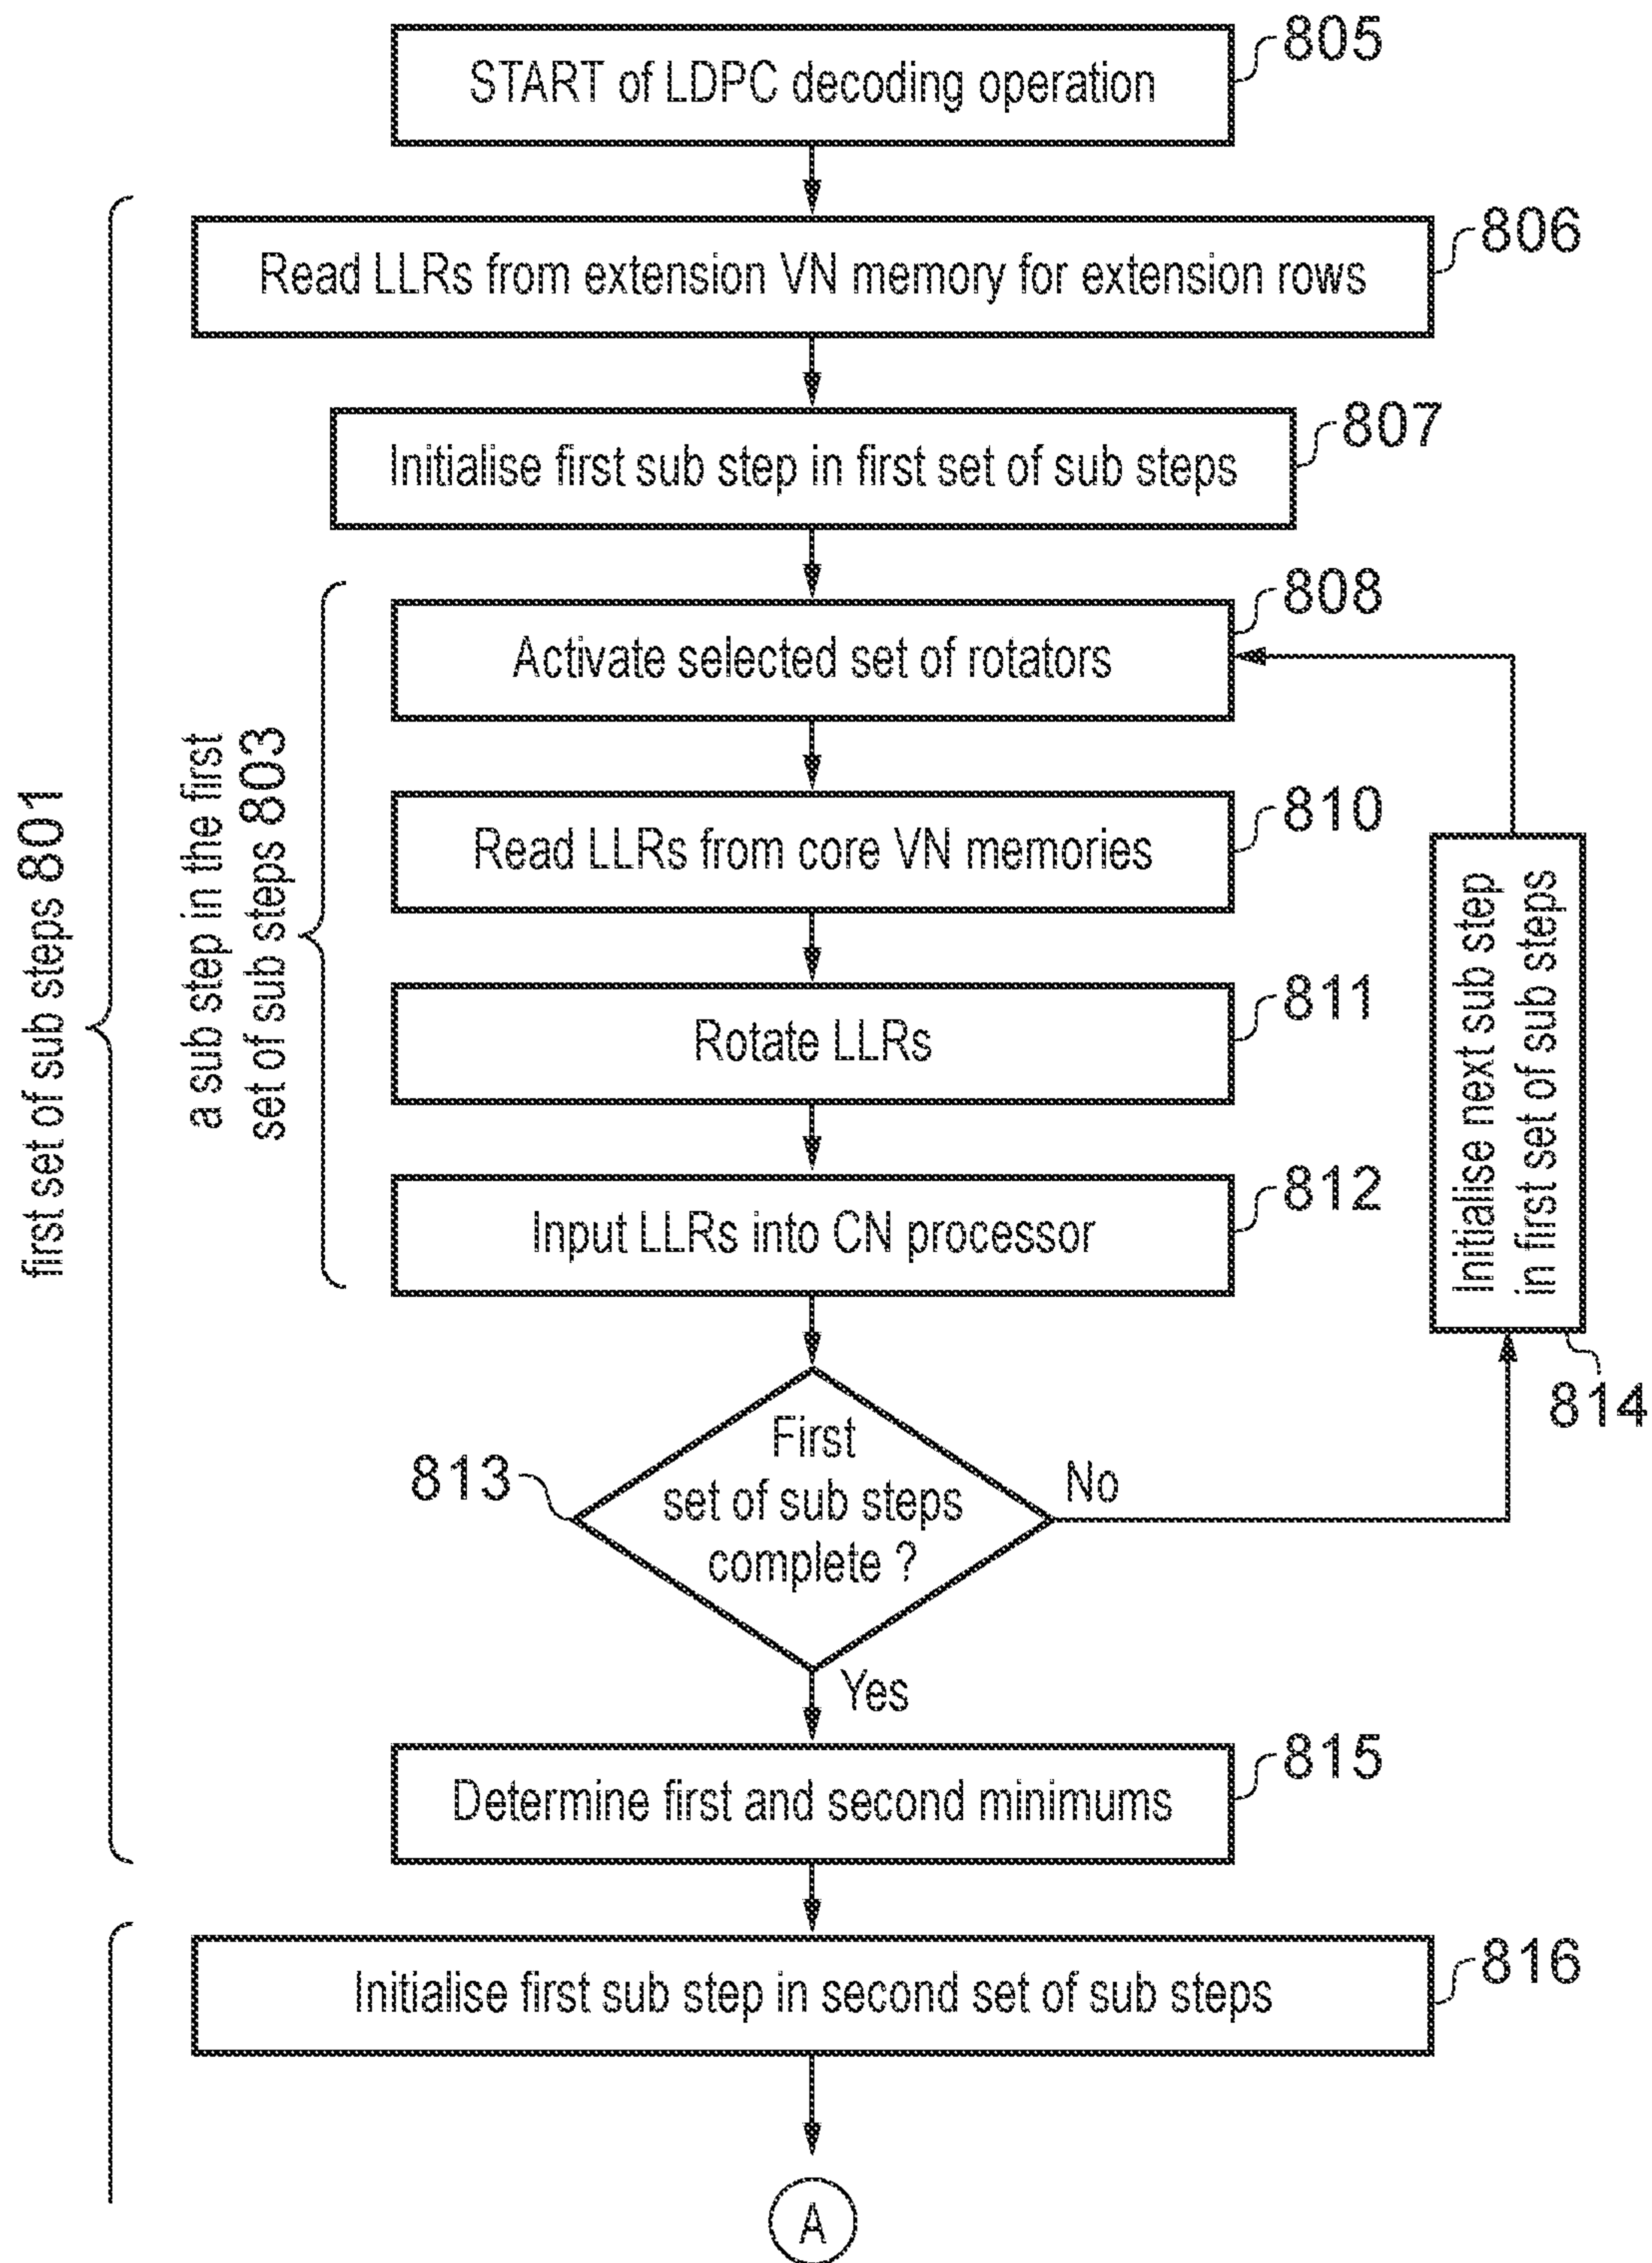 START of LDPC decoding operation
805
Read LLRs from extension VN memory for extension rows
806
Initialise first sub step in first set of sub steps
807
first set of sub steps 801
a sub step in the first
set of sub steps 803
Activate selected set of rotators
808
Read LLRs from core VN memories
810
Rotate LLRs
811
Input LLRs into CN processor
812
Initialise next sub step
in first set of sub steps
814
First
set of sub steps
complete ?
813
No
Yes
Determine first and second minimums
815
Initialise first sub step in second set of sub steps
816
A